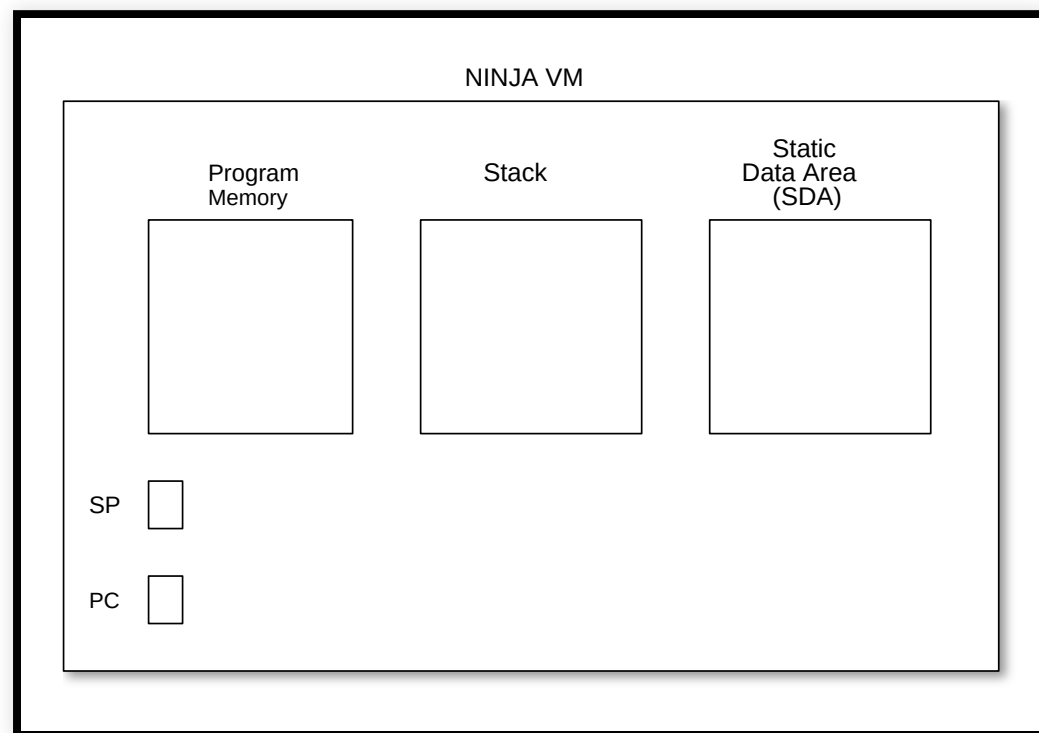 NINJA VM
Program
Memory
Stack
Static
Data Area
(SDA)
SP
PC